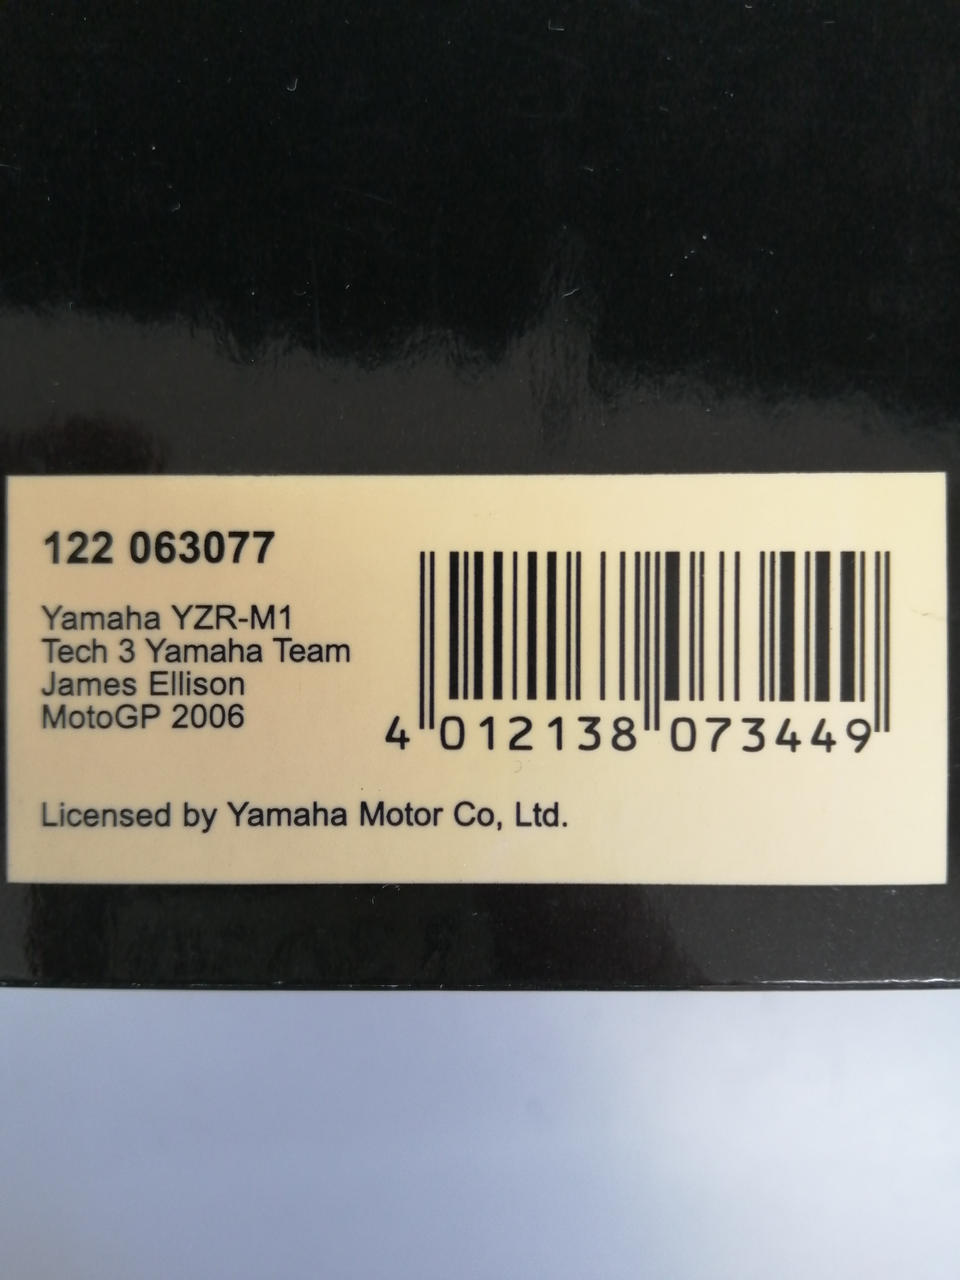 122 063077
Yamaha YZR-M1
Tech 3 Yamaha Team
James Ellison
MotoGP 2006
4 012138 073449
Licensed by Yamaha Motor Co, Ltd.